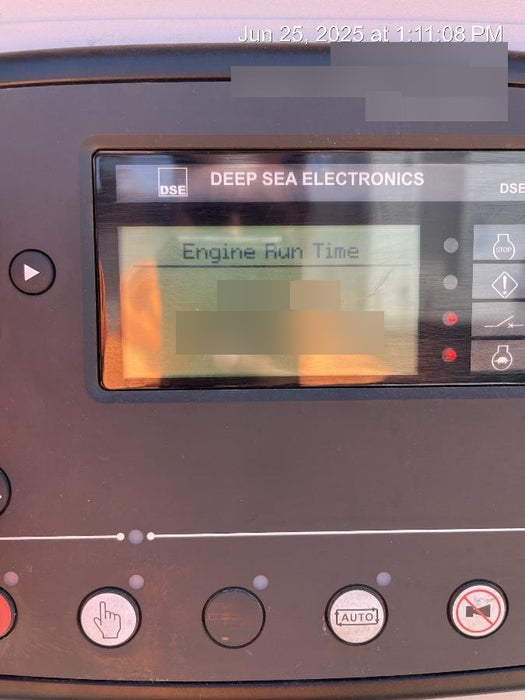 Jun 25, 2025 at 1:11:08 PM
DSE
DEEP SEA ELECTRONICS
DSE
Engine Run Time
STOP
AUTO